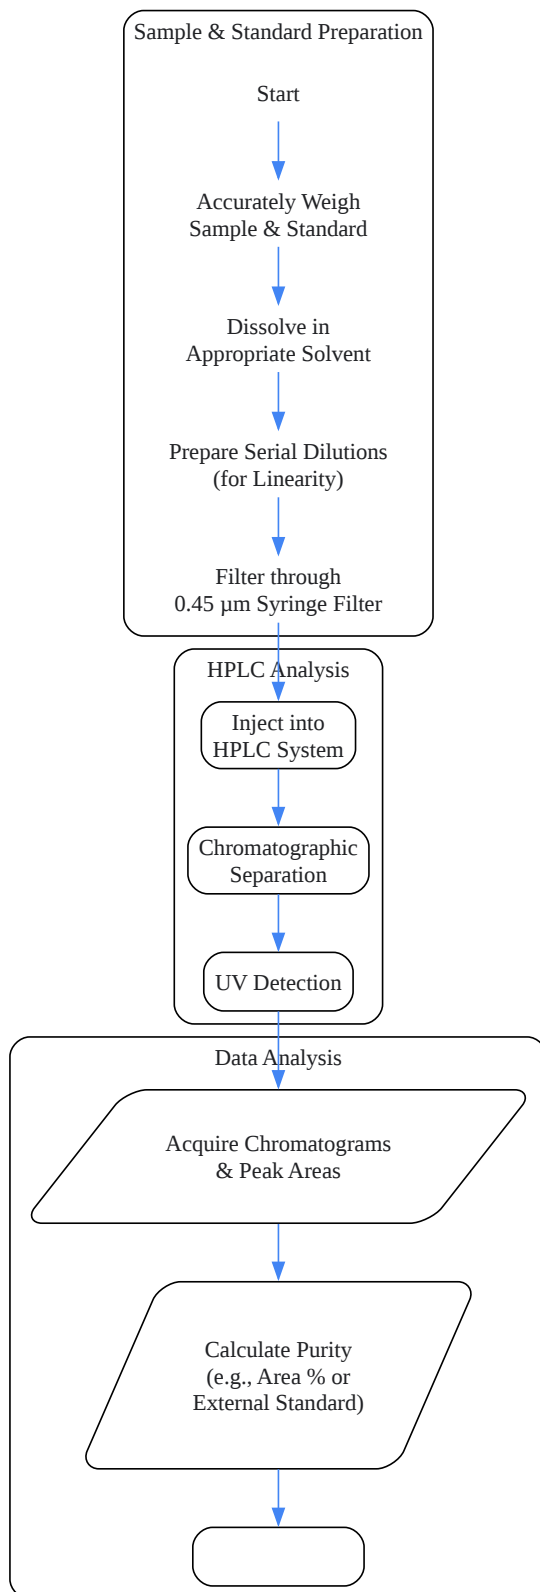 Sample & Standard Preparation
Start
Accurately Weigh
Sample & Standard
Dissolve in
Appropriate Solvent
Prepare Serial Dilutions
(for Linearity)
Filter through
0.45 µm Syringe Filter
HPLC Analysis
Inject into
HPLC System
Chromatographic
Separation
UV Detection
Data Analysis
Acquire Chromatograms
& Peak Areas
Calculate Purity
(e.g., Area % or
External Standard)